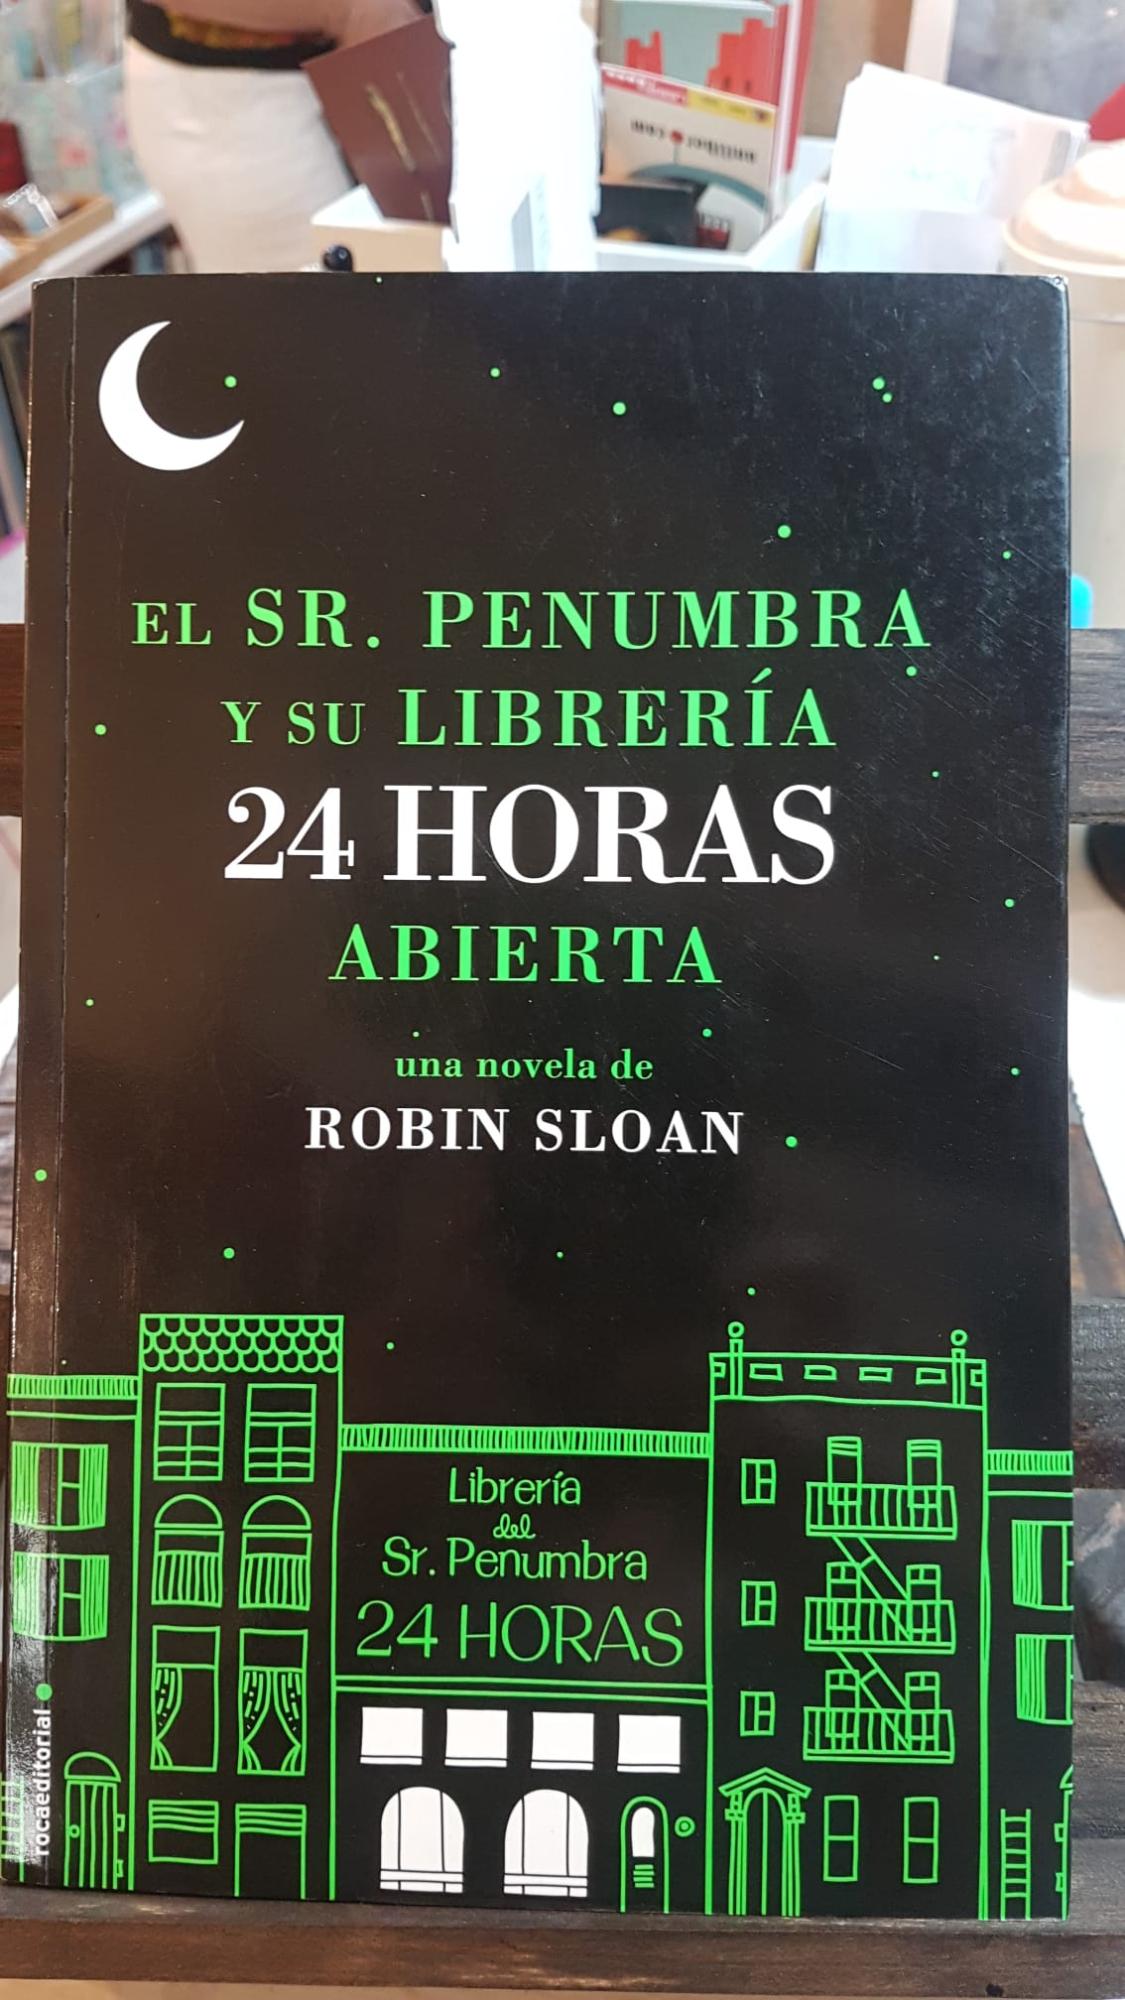 EL SR. PENUMBRA
Y SU LIBRERÍA
24 HORAS
ABIERTA
una novela de
ROBIN SLOAN
Librería
del
Sr. Penumbra
24 HORAS
rocaeditorial